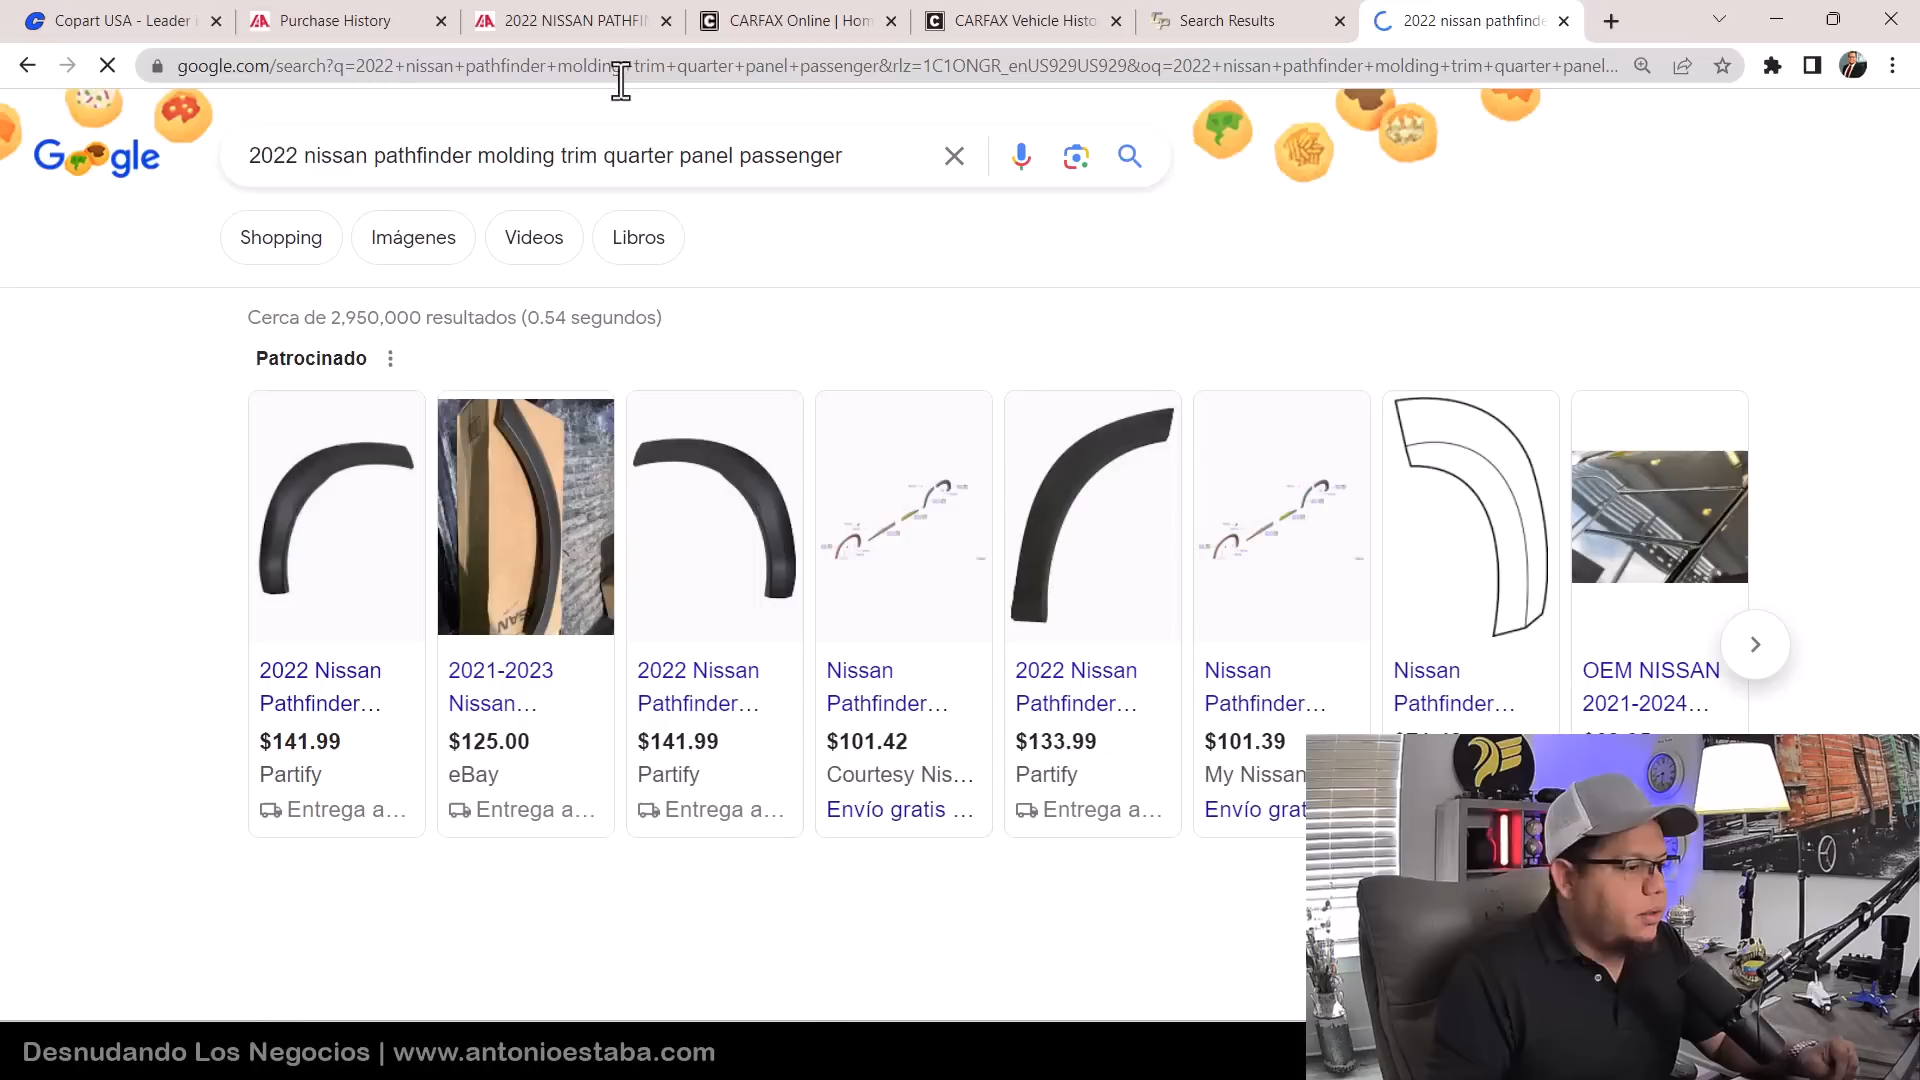 Copart USA - Leader
Purchase History
2022 NISSAN PATHFIN
CARFAX Online | Hom
CARFAX Vehicle Histo
Search Results
2022 nissan pathfinde
google.com/search?q=2022+nissan+pathfinder+molding+trim+quarter+panel+passenger&rlz=1C1ONGR_enUS929US929&oq=2022+nissan+pathfinder+molding+trim+quarter+panel...
Google
2022 nissan pathfinder molding trim quarter panel passenger
Shopping
Imágenes
Videos
Libros
Cerca de 2,950,000 resultados (0.54 segundos)
Patrocinado
2022 Nissan
Pathfinder...
$141.99
Partify
Entrega a...
2021-2023
Nissan...
$125.00
eBay
Entrega a...
2022 Nissan
Pathfinder...
$141.99
Partify
Entrega a...
Nissan
Pathfinder...
$101.42
Courtesy Nis...
Envío gratis ...
2022 Nissan
Pathfinder...
$133.99
Partify
Entrega a...
Nissan
Pathfinder...
$101.39
My Nissan
Envío grat
Nissan
Pathfinder...
OEM NISSAN
2021-2024...
Desnudando Los Negocios | www.antonioestaba.com